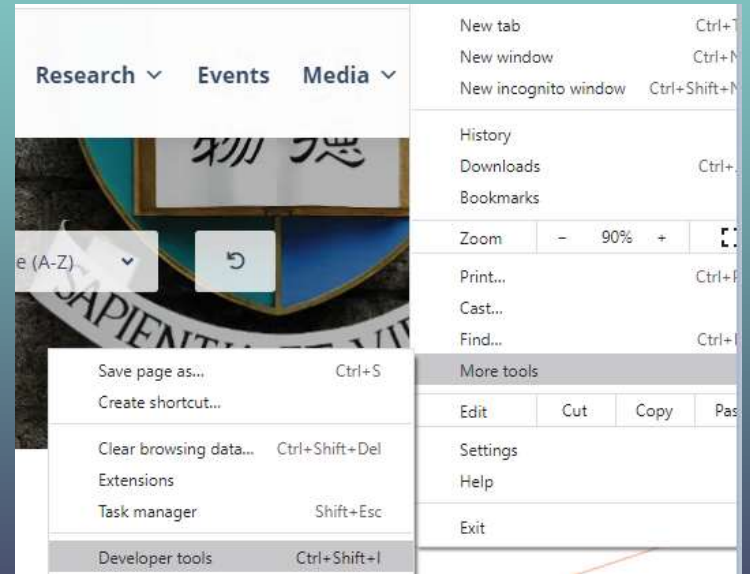 Research Events Media
物 德
e (A-Z)
SAPIENTIA ET VI
New tab Ctrl+T
New window Ctrl+N
New incognito window Ctrl+Shift+N
History
Downloads Ctrl+
Bookmarks
Zoom - 90% +
Print... Ctrl+P
Cast...
Find... Ctrl+F
More tools
Edit Cut Copy Pas
Settings
Help
Exit
Save page as... Ctrl+S
Create shortcut...
Clear browsing data... Ctrl+Shift+Del
Extensions
Task manager Shift+Esc
Developer tools Ctrl+Shift+I